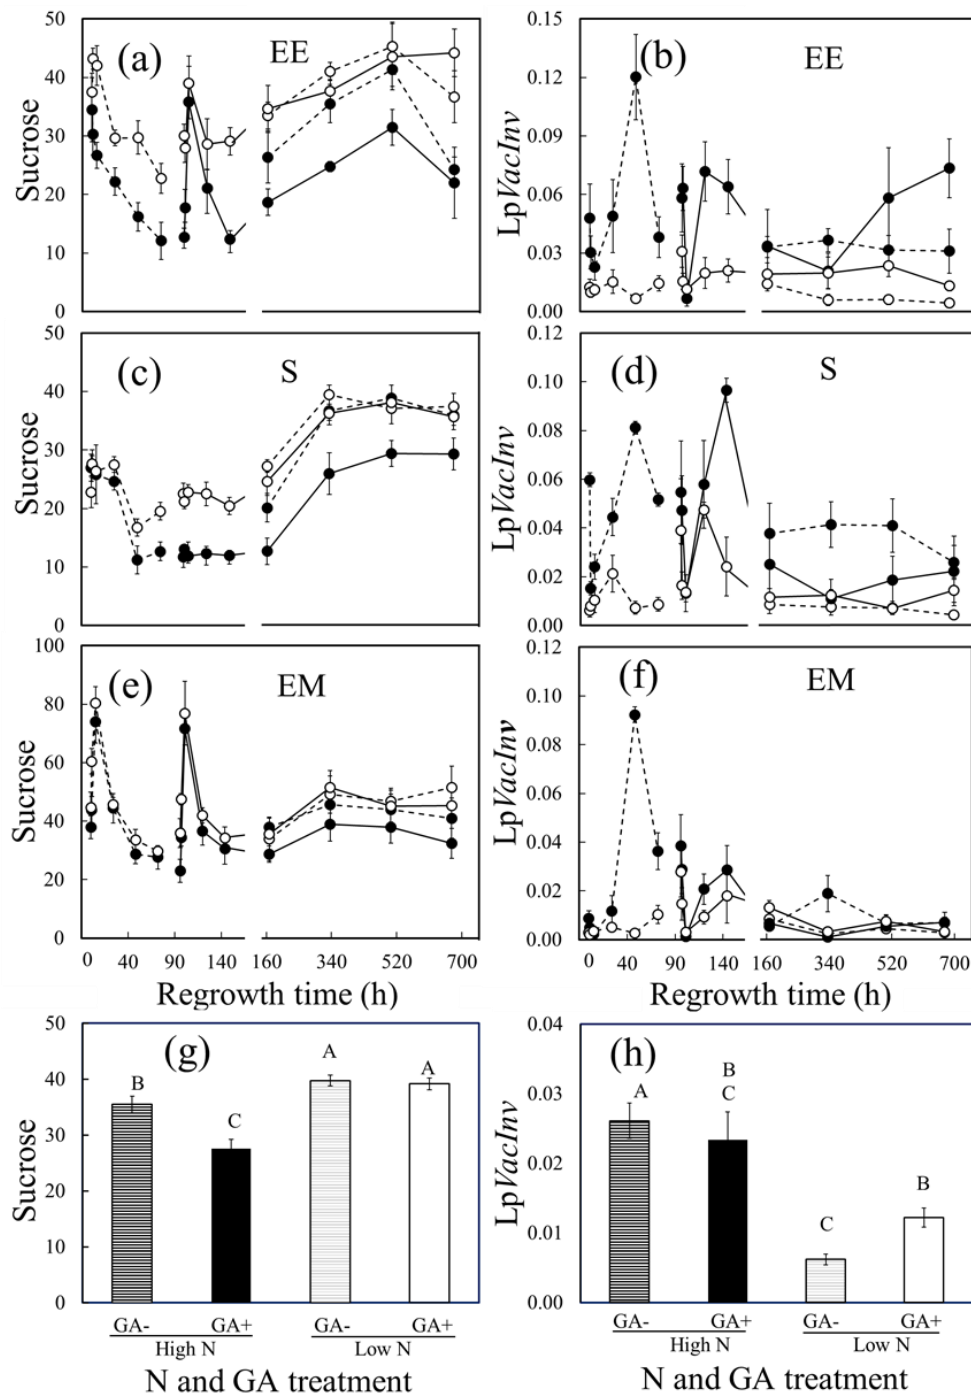 (a) EE
Sucrose
50
40
30
20
10
0
(b) EE
LpVacInv
0.15
0.12
0.09
0.06
0.03
0.00
(c) S
Sucrose
50
40
30
20
10
0
(d) S
LpVacInv
0.12
0.10
0.08
0.06
0.04
0.02
0.00
(e) EM
Sucrose
100
80
60
40
20
0
0 40 90 140 160 340 520 700
Regrowth time (h)
(f) EM
LpVacInv
0.12
0.10
0.08
0.06
0.04
0.02
0.00
0 40 90 140 160 340 520 700
Regrowth time (h)
(g)
Sucrose
50
40
30
20
10
0
B C A A
GA- GA+ GA- GA+
High N Low N
N and GA treatment
(h)
LpVacInv
0.04
0.03
0.02
0.01
0.00
A
B
C
C B
GA- GA+ GA- GA+
High N Low N
N and GA treatment